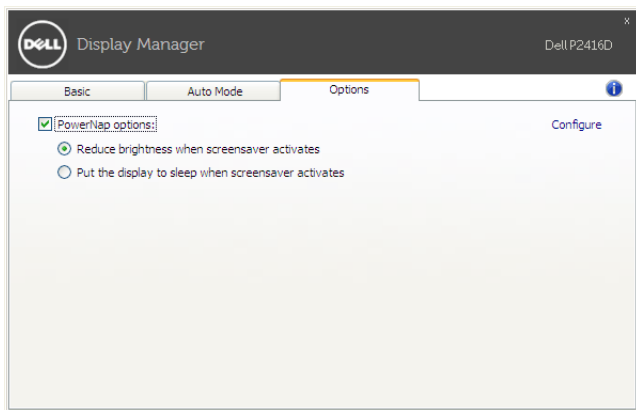 x
DELL Display Manager Dell P2416D
Basic Auto Mode Options i
PowerNap options: Configure
Reduce brightness when screensaver activates
Put the display to sleep when screensaver activates